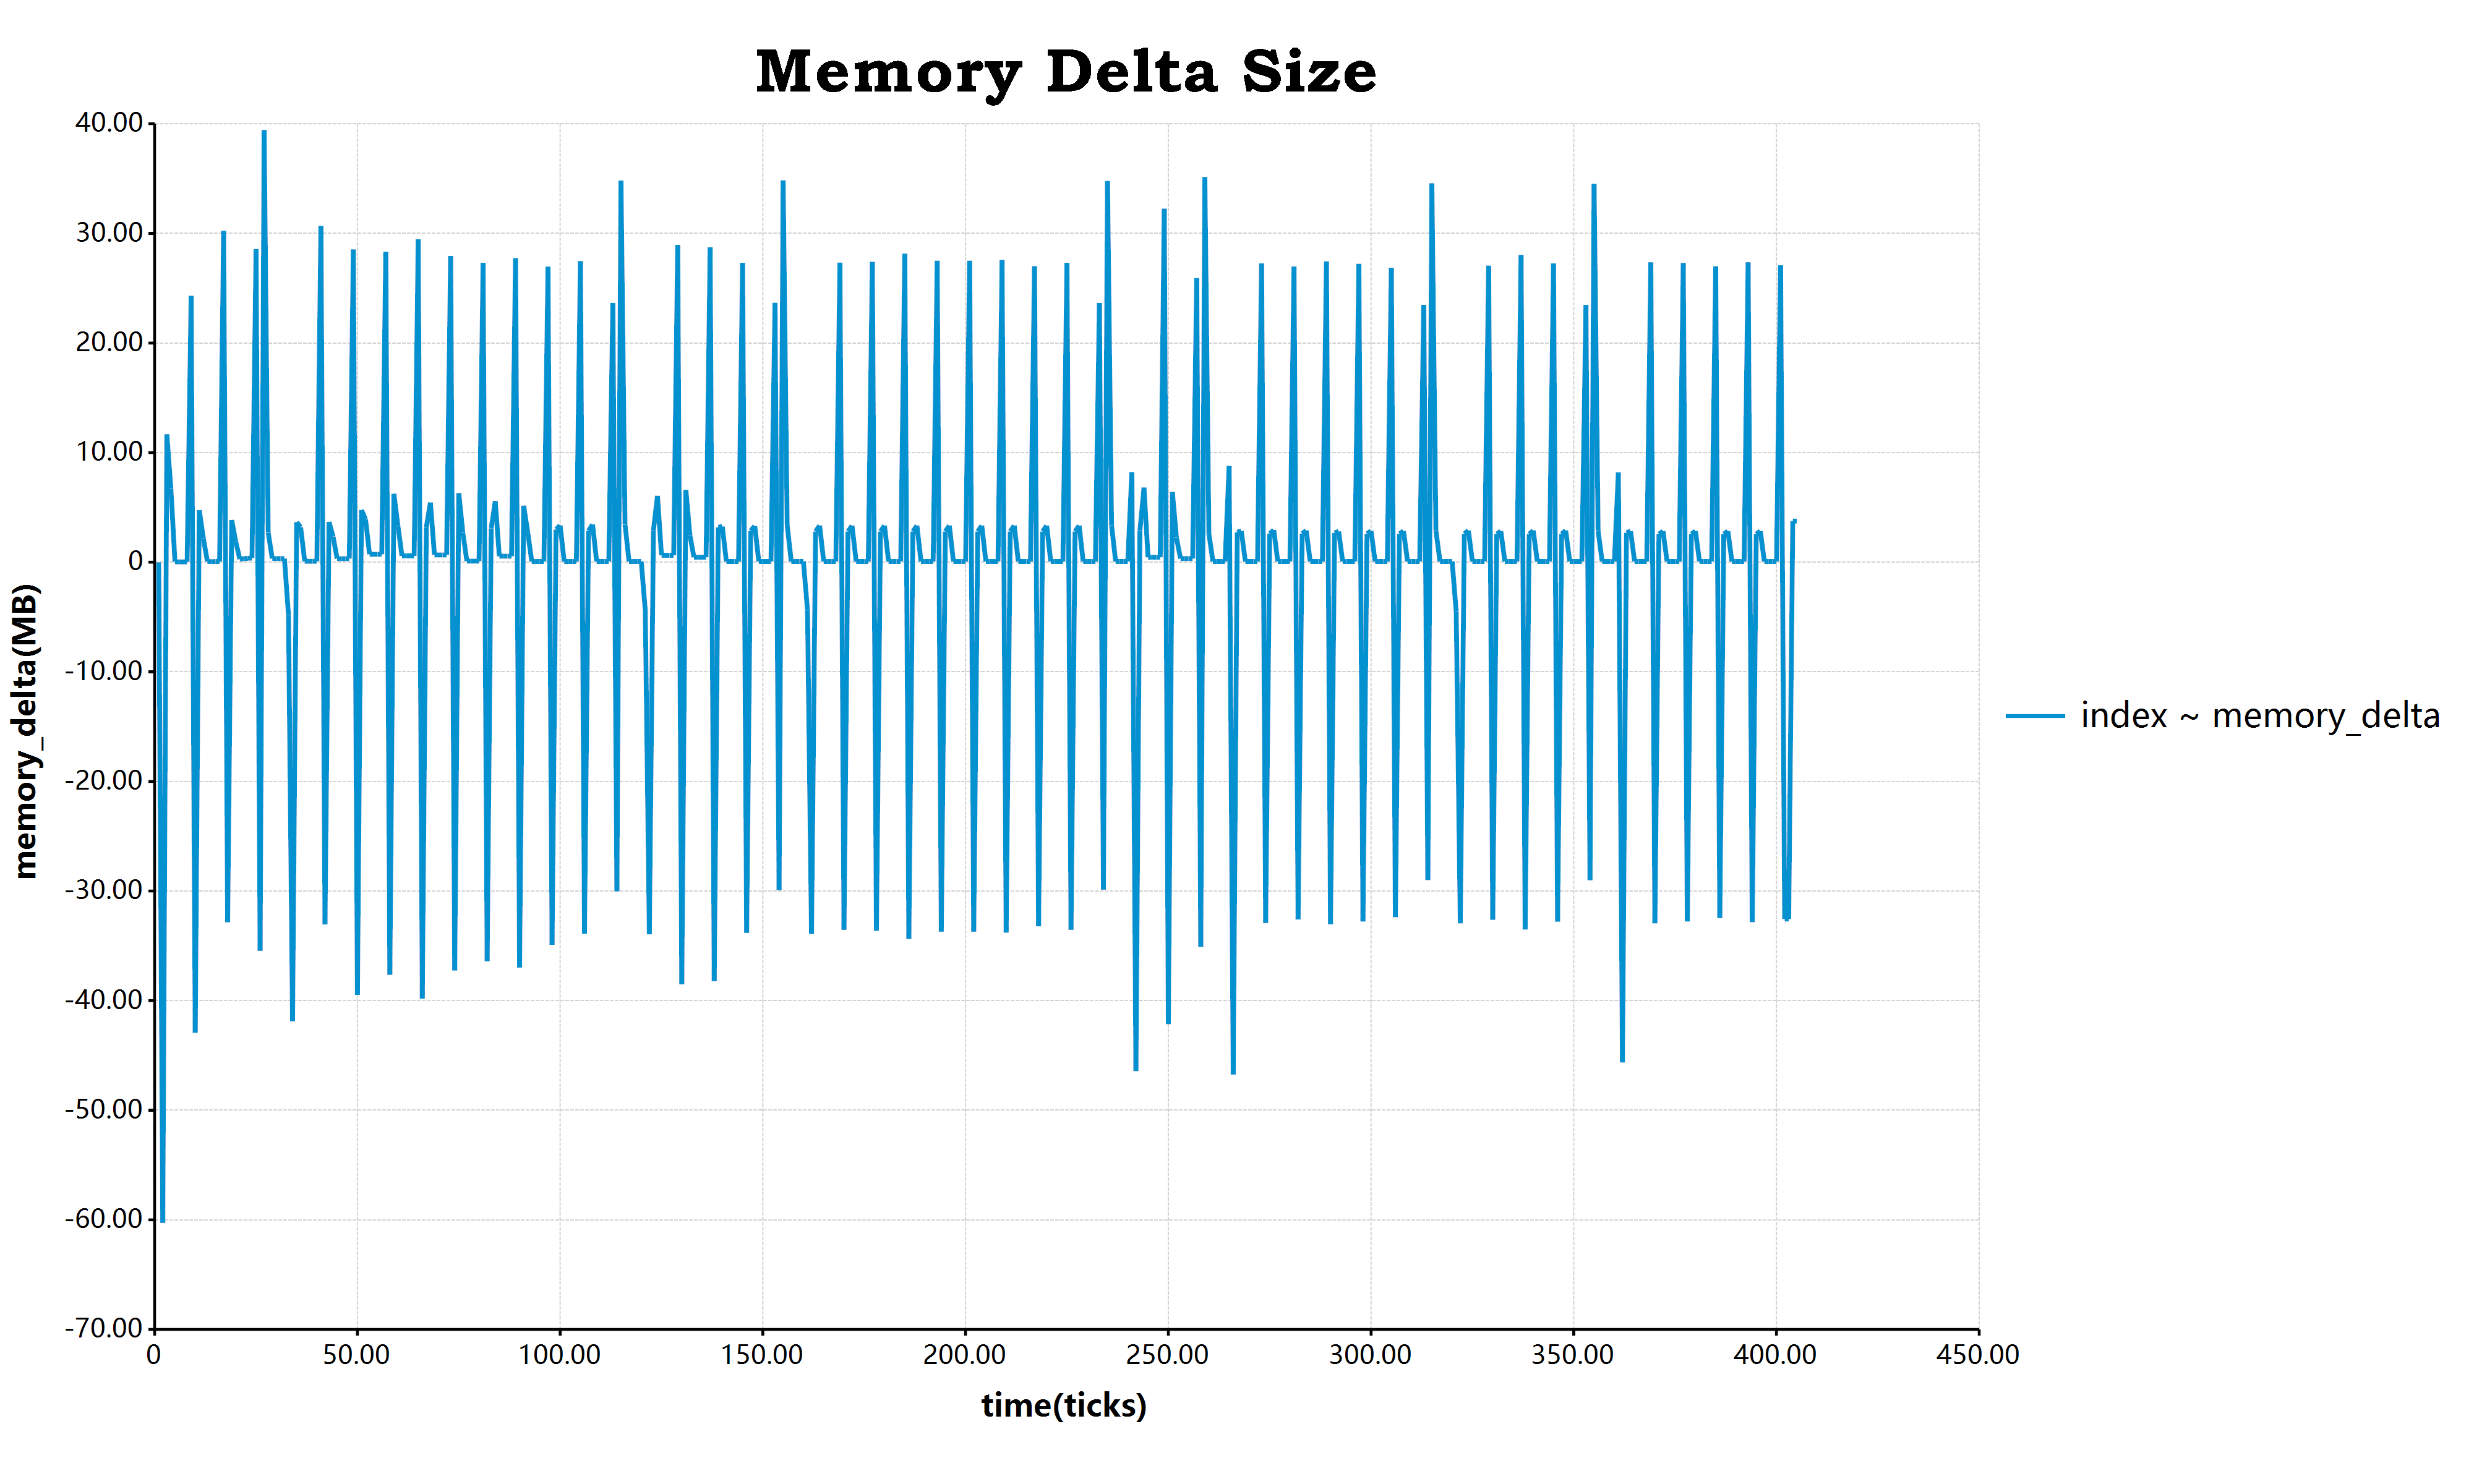 Memory Delta Size
40.00
30.00
20.00
10.00
0
-10.00
-20.00
-30.00
-40.00
-50.00
-60.00
-70.00
memory_delta(MB)
0 50.00 100.00 150.00 200.00 250.00 300.00 350.00 400.00 450.00
time(ticks)
index ~ memory_delta